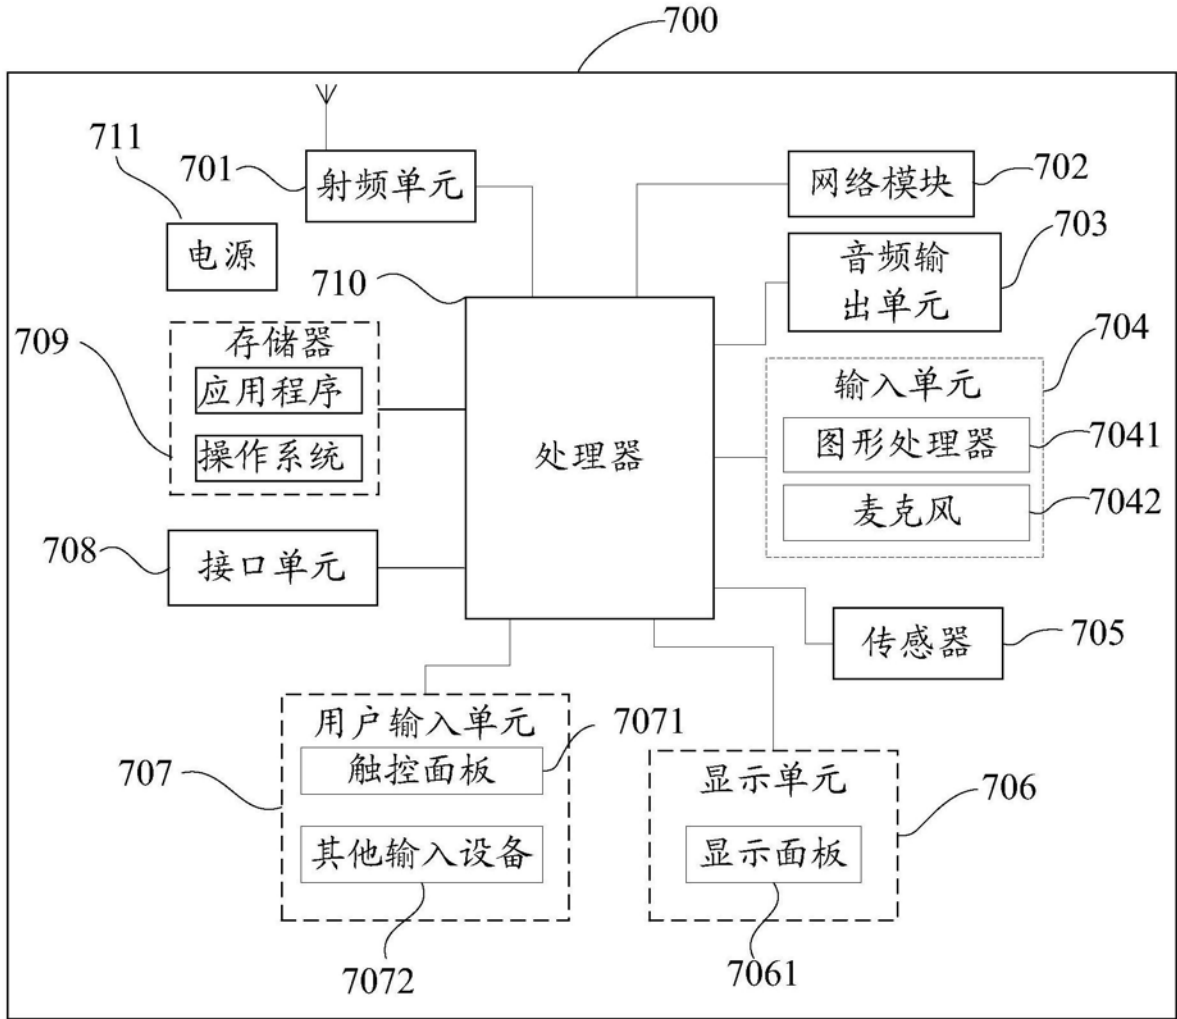 700
711
701
射频单元
网络模块
702
电源
710
音频输
出单元
703
709
存储器
应用程序
操作系统
处理器
704
输入单元
图形处理器
7041
麦克风
7042
708
接口单元
传感器
705
707
用户输入单元
7071
触控面板
其他输入设备
7072
显示单元
706
显示面板
7061